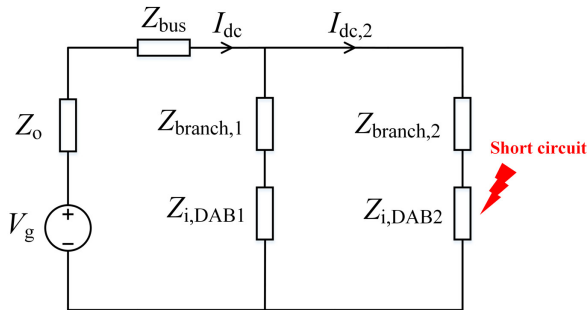 Z_bus
I_dc
I_dc,2
Z_o
Z_branch,1
Z_branch,2
Short circuit
Z_i,DAB1
Z_i,DAB2
V_g
+
−